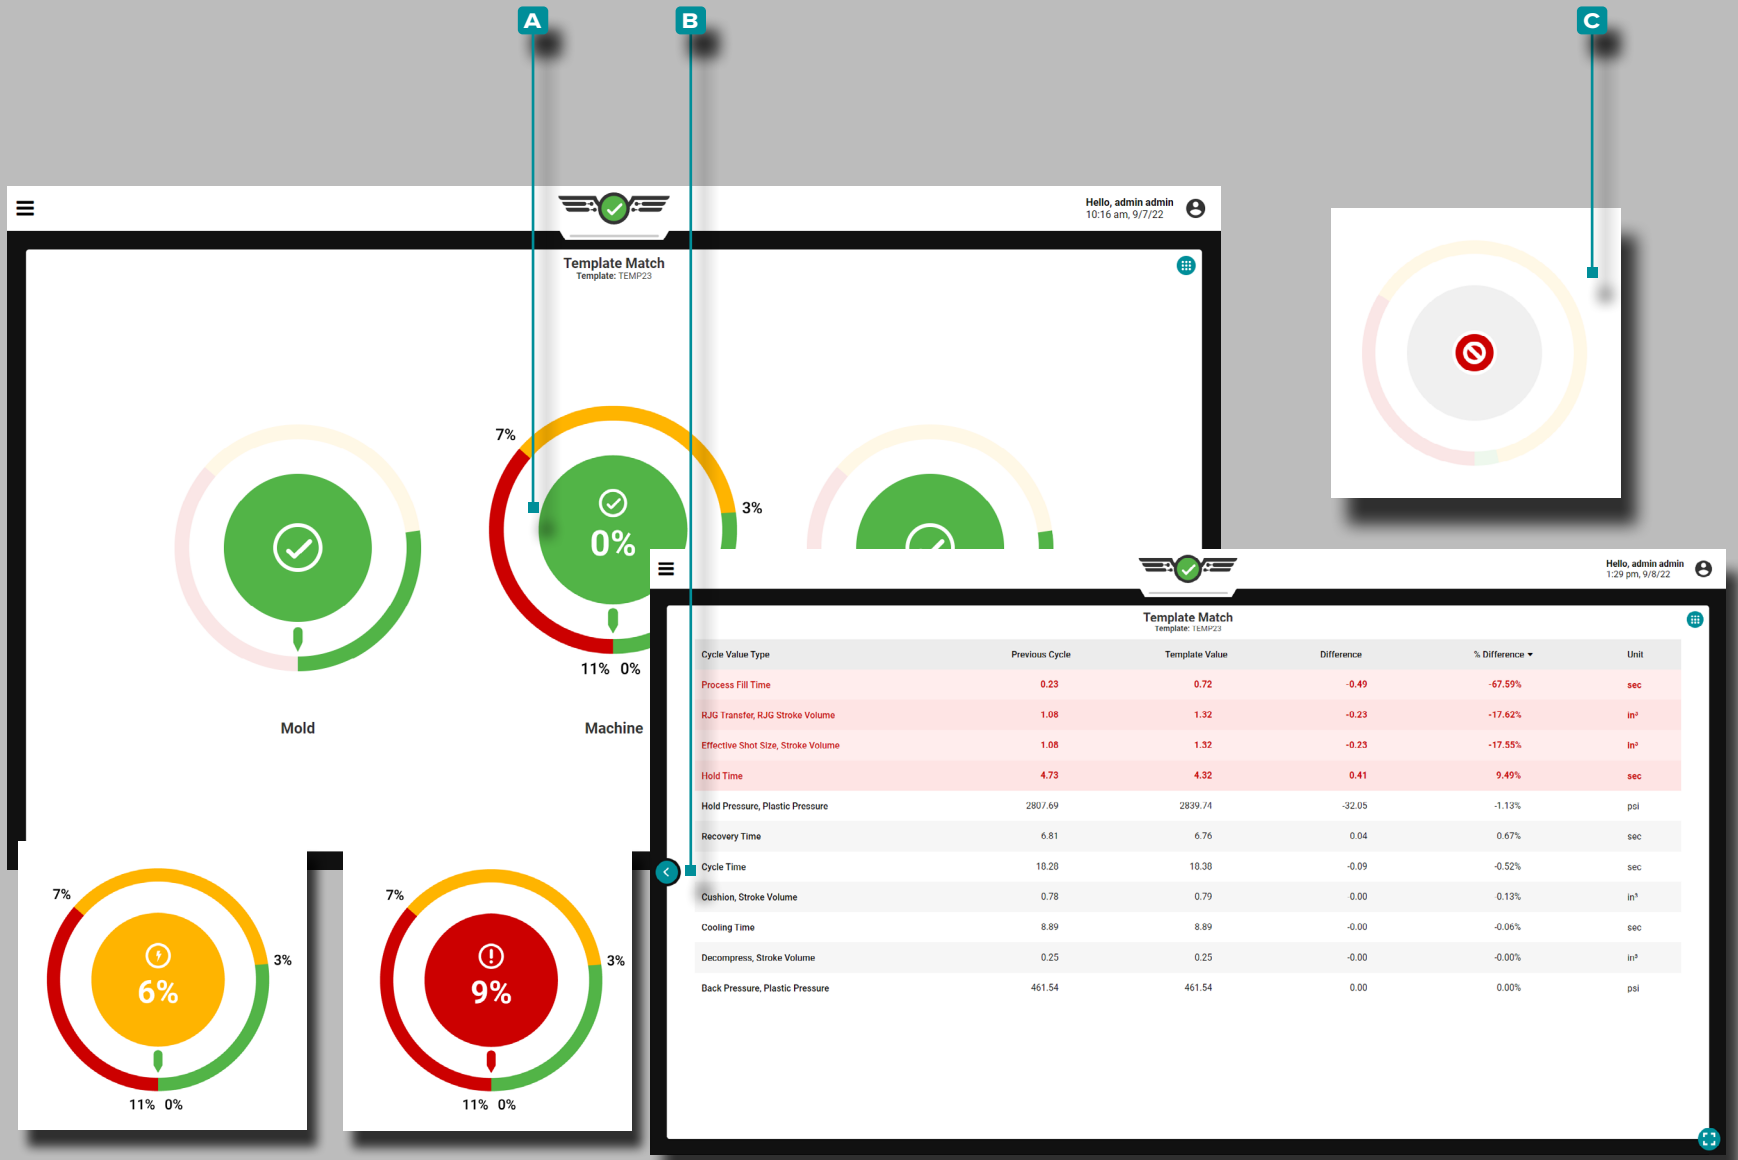 A
B
C
Hello, admin admin
10:16 am, 9/7/22
Template Match
Template: TEMP23
7%
3%
0%
11% 0%
Mold
Machine
Hello, admin admin
1:29 pm, 9/8/22
Template Match
Template: TEMP23
Cycle Value Type Previous Cycle Template Value Difference % Difference Unit
Process Fill Time 0.23 0.72 -0.49 -67.59% sec
RJG Transfer, RJG Stroke Volume 1.08 1.32 -0.23 -17.62% in³
Effective Shot Size, Stroke Volume 1.08 1.32 -0.23 -17.55% in³
Hold Time 4.73 4.32 0.41 9.49% sec
Hold Pressure, Plastic Pressure 2807.69 2839.74 -32.05 -1.13% psi
Recovery Time 6.81 6.76 0.04 0.67% sec
Cycle Time 18.28 18.38 -0.09 -0.52% sec
Cushion, Stroke Volume 0.78 0.79 -0.00 -0.13% in³
Cooling Time 8.89 8.89 -0.00 -0.06% sec
Decompress, Stroke Volume 0.25 0.25 -0.00 -0.00% in³
Back Pressure, Plastic Pressure 461.54 461.54 0.00 0.00% psi
7%
3%
6%
11% 0%
7%
3%
9%
11% 0%